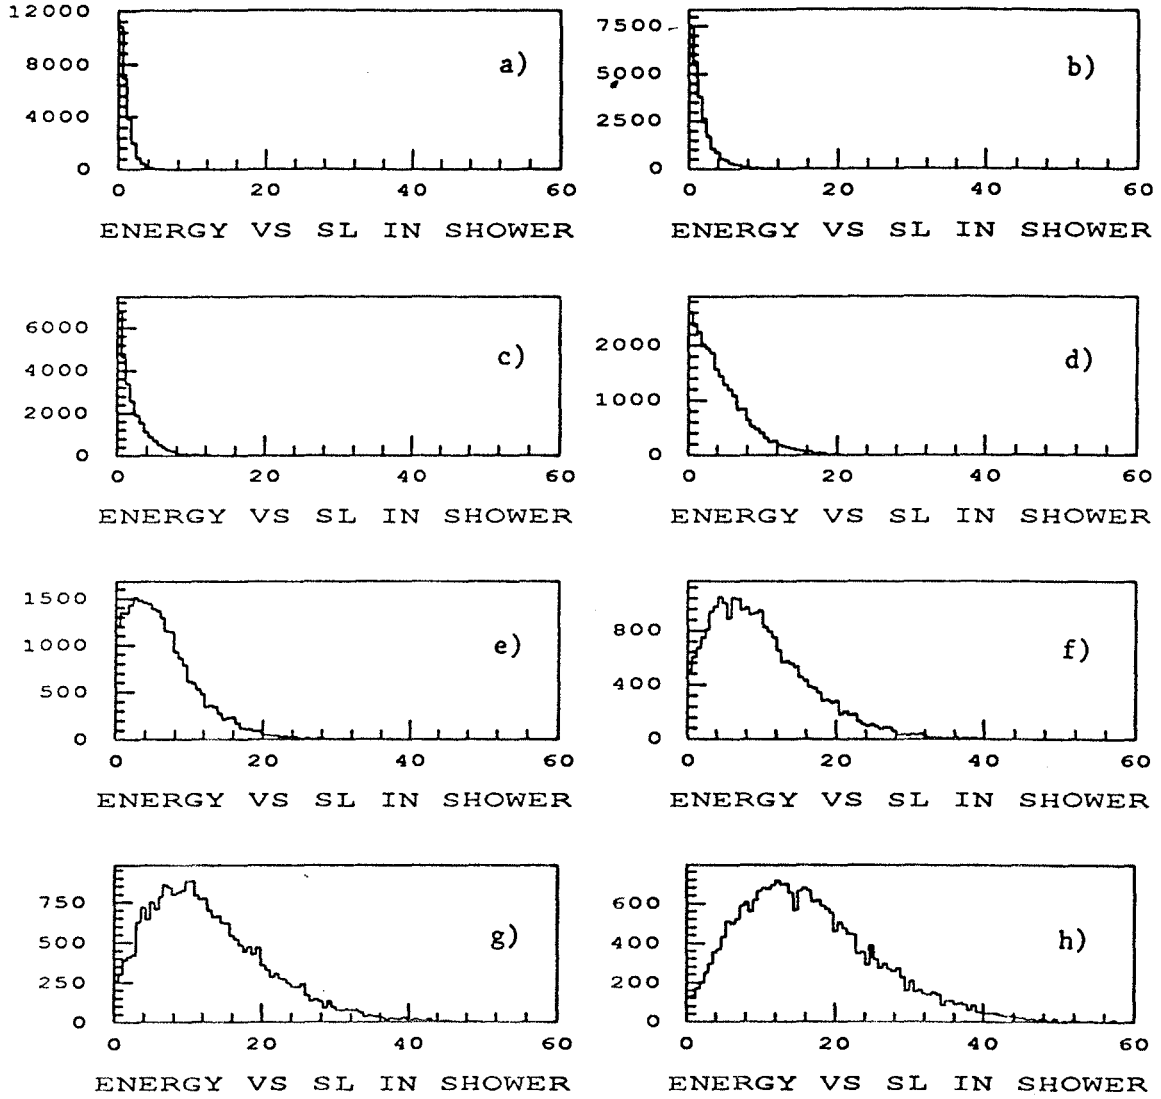 12000
8000
4000
0
a)
0 20 40 60
ENERGY VS SL IN SHOWER
7500
5000
2500
0
b)
0 20 40 60
ENERGY VS SL IN SHOWER
6000
4000
2000
0
c)
0 20 40 60
ENERGY VS SL IN SHOWER
2000
1000
0
d)
0 20 40 60
ENERGY VS SL IN SHOWER
1500
1000
500
0
e)
0 20 40 60
ENERGY VS SL IN SHOWER
800
400
0
f)
0 20 40 60
ENERGY VS SL IN SHOWER
750
500
250
0
g)
0 20 40 60
ENERGY VS SL IN SHOWER
600
400
200
0
h)
0 20 40 60
ENERGY VS SL IN SHOWER